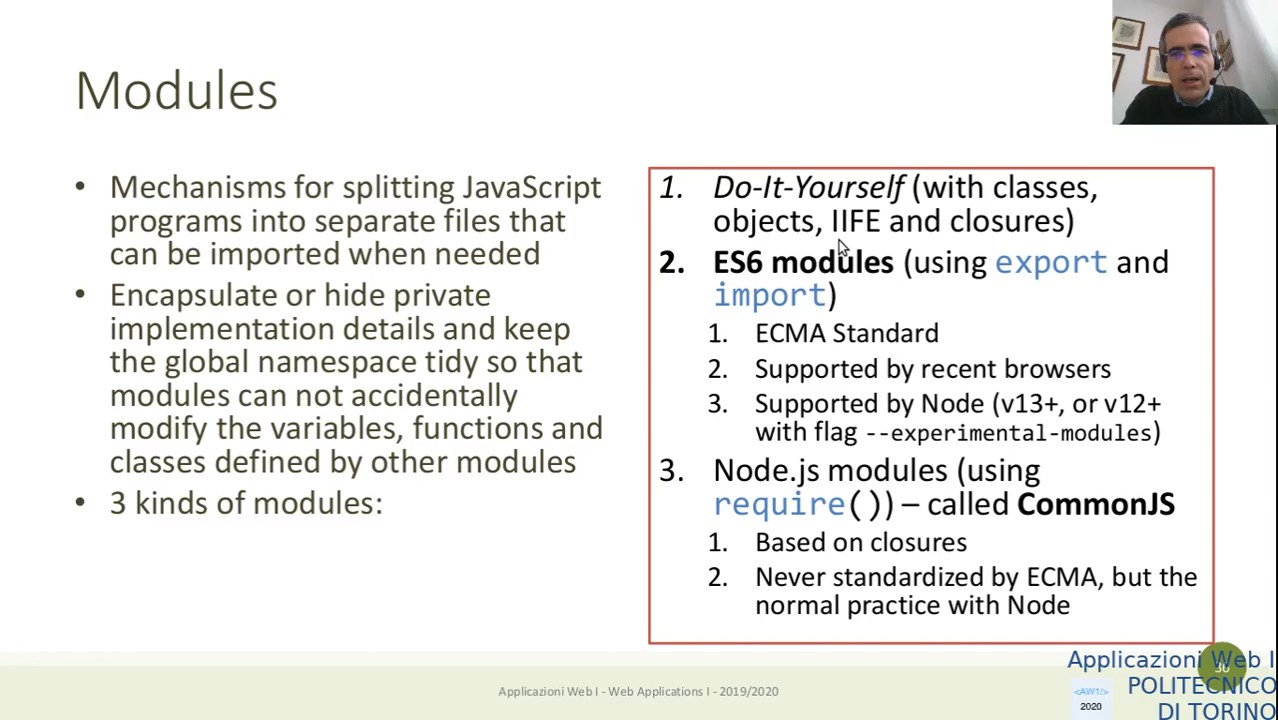 Modules
• Mechanisms for splitting JavaScript
programs into separate files that
can be imported when needed
• Encapsulate or hide private
implementation details and keep
the global namespace tidy so that
modules can not accidentally
modify the variables, functions and
classes defined by other modules
• 3 kinds of modules:
1. Do-It-Yourself (with classes,
objects, IIFE and closures)
2. ES6 modules (using export and
import)
1. ECMA Standard
2. Supported by recent browsers
3. Supported by Node (v13+, or v12+
with flag --experimental-modules)
3. Node.js modules (using
require()) – called CommonJS
1. Based on closures
2. Never standardized by ECMA, but the
normal practice with Node
Applicazioni Web I - Web Applications I - 2019/2020
Applicazioni Web I
POLITECNICO
DI TORINO
<AW1/>
2020